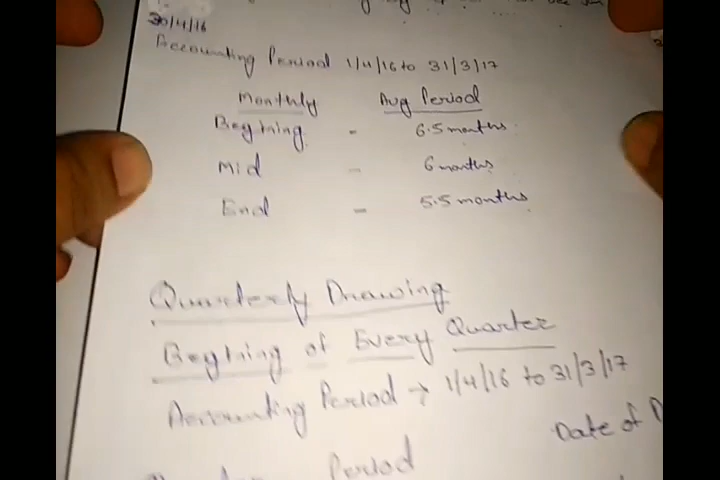 30/4/16
Accounting Period 1/4/16 to 31/3/17
Monthly Avg Period
Begining - 6.5 months
Mid - 6 months
End - 5.5 months
Quarterly Drawing
Begining of Every Quarter
Accounting Period → 1/4/16 to 31/3/17
Date of D
Period